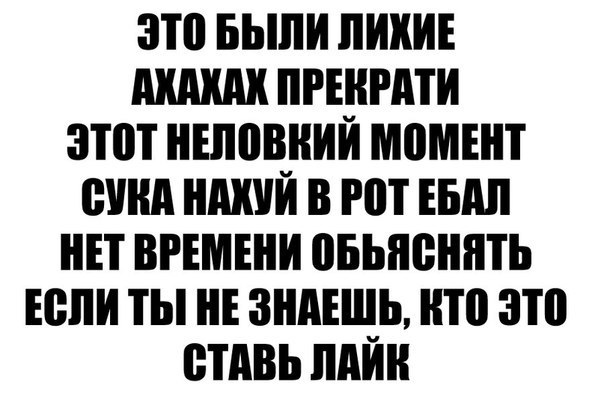 ЭТО БЫЛИ ЛИХИЕ
АХАХАХ ПРЕКРАТИ
ЭТОТ НЕЛОВКИЙ МОМЕНТ
СУКА НАХУЙ В РОТ ЕБАЛ
НЕТ ВРЕМЕНИ ОБЬЯСНЯТЬ
ЕСЛИ ТЫ НЕ ЗНАЕШЬ, КТО ЭТО
СТАВЬ ЛАЙК